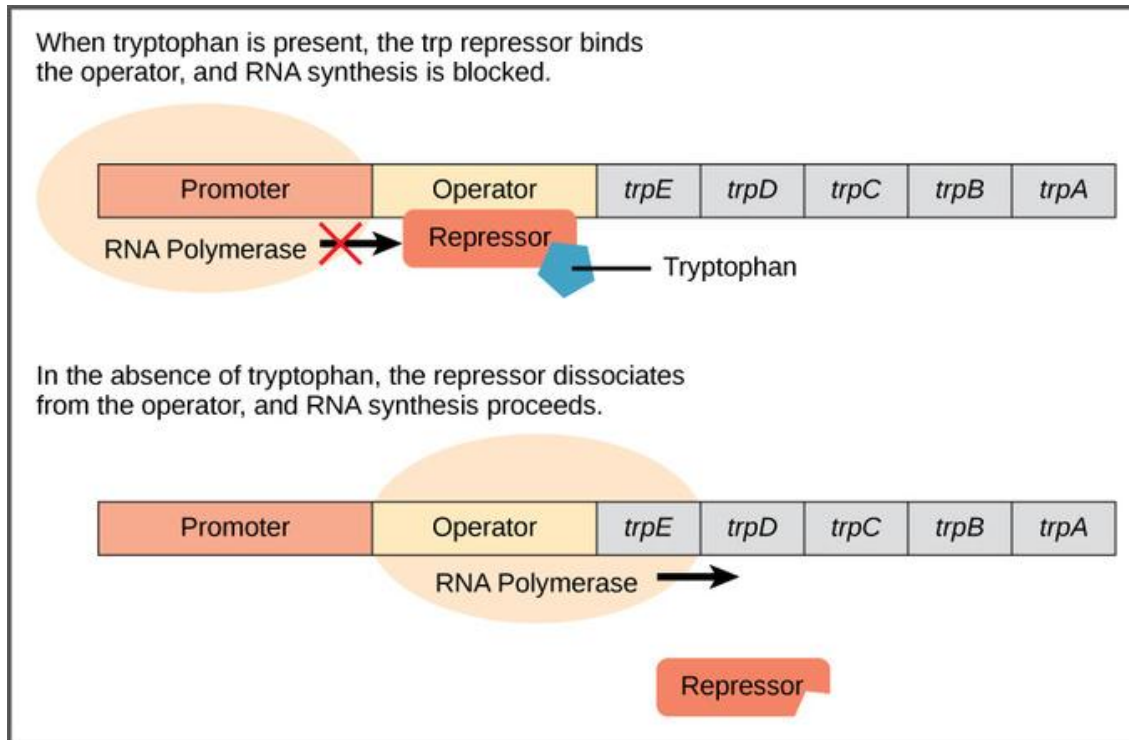 When tryptophan is present, the trp repressor binds
the operator, and RNA synthesis is blocked.
Promoter Operator trpE trpD trpC trpB trpA
RNA Polymerase Repressor
Tryptophan
In the absence of tryptophan, the repressor dissociates
from the operator, and RNA synthesis proceeds.
Promoter Operator trpE trpD trpC trpB trpA
RNA Polymerase
Repressor